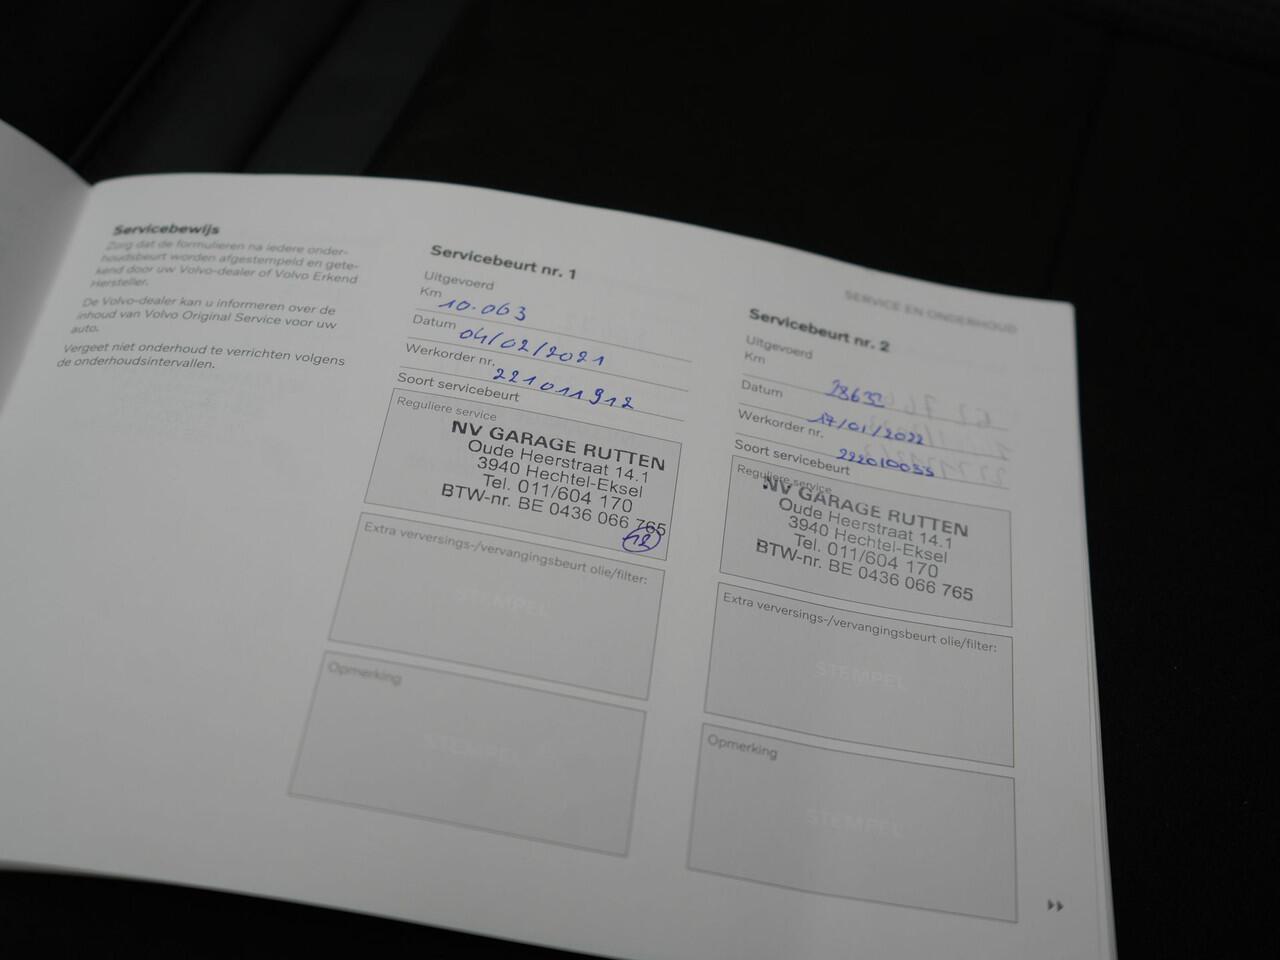 Servicebewijs
Zorg dat de formulieren na iedere onder-
houdsbeurt worden afgestempeld en gete-
kend door uw Volvo-dealer of Volvo Erkend
Hersteller.
De Volvo-dealer kan u informeren over de
inhoud van Volvo Original Service voor uw
auto.
Vergeet niet onderhoud te verrichten volgens
de onderhoudsintervallen.
Servicebeurt nr. 1
Uitgevoerd
Km 10.063
Datum 04/02/2021
Werkorder nr. 221011912
Soort servicebeurt
Reguliere service
NV GARAGE RUTTEN
Oude Heerstraat 14.1
3940 Hechtel-Eksel
Tel. 011/604 170
BTW-nr. BE 0436 066 765
Extra verversings-/vervangingsbeurt olie/filter:
STEMPEL
Opmerking
STEMPEL
SERVICE EN ONDERHOUD
Servicebeurt nr. 2
Uitgevoerd
Km 28632
Datum 17/01/2022
Werkorder nr. 222010033
Soort servicebeurt
Reguliere service
NV GARAGE RUTTEN
Oude Heerstraat 14.1
3940 Hechtel-Eksel
Tel. 011/604 170
BTW-nr. BE 0436 066 765
Extra verversings-/vervangingsbeurt olie/filter:
STEMPEL
Opmerking
STEMPEL